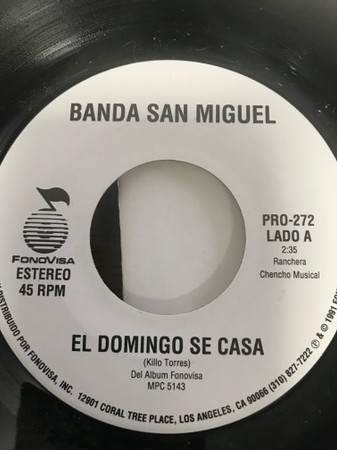 BANDA SAN MIGUEL
FONOVISA
ESTEREO
45 RPM
PRO-272
LADO A
2:35
Ranchera
Chencho Musical
EL DOMINGO SE CASA
(Killo Torres)
Del Album Fonovisa
MPC 5143
DISTRIBUIDO POR FONOVISA, INC. 12901 CORAL TREE PLACE, LOS ANGELES, CA 90066 (310) 827-7222 Ⓟ & © 1991